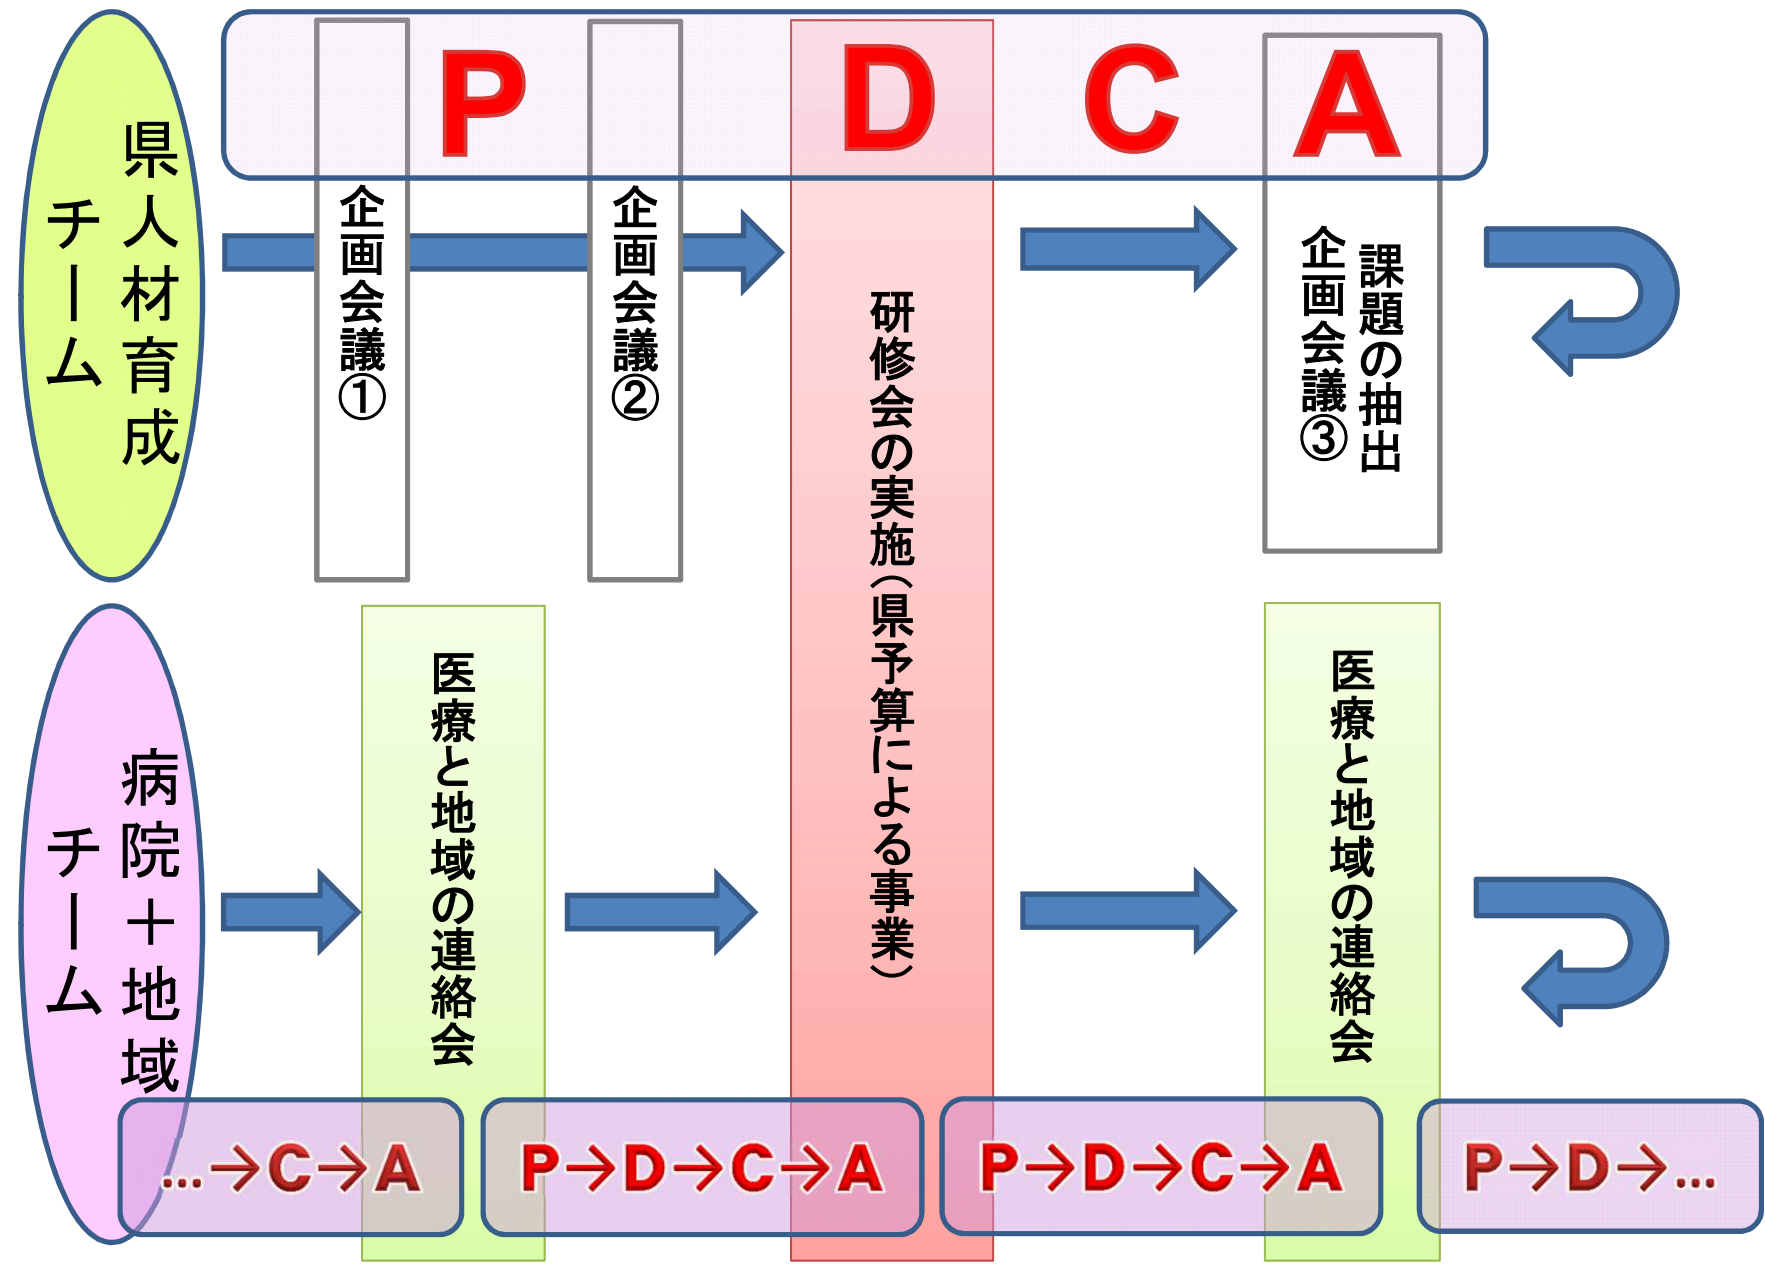 P D C A
県人材育成
チーム
企画会議①
企画会議②
研修会の実施（県予算による事業）
課題の抽出
企画会議③
病院＋地域
チーム
医療と地域の連絡会
医療と地域の連絡会
…→C→A
P→D→C→A
P→D→C→A
P→D→…